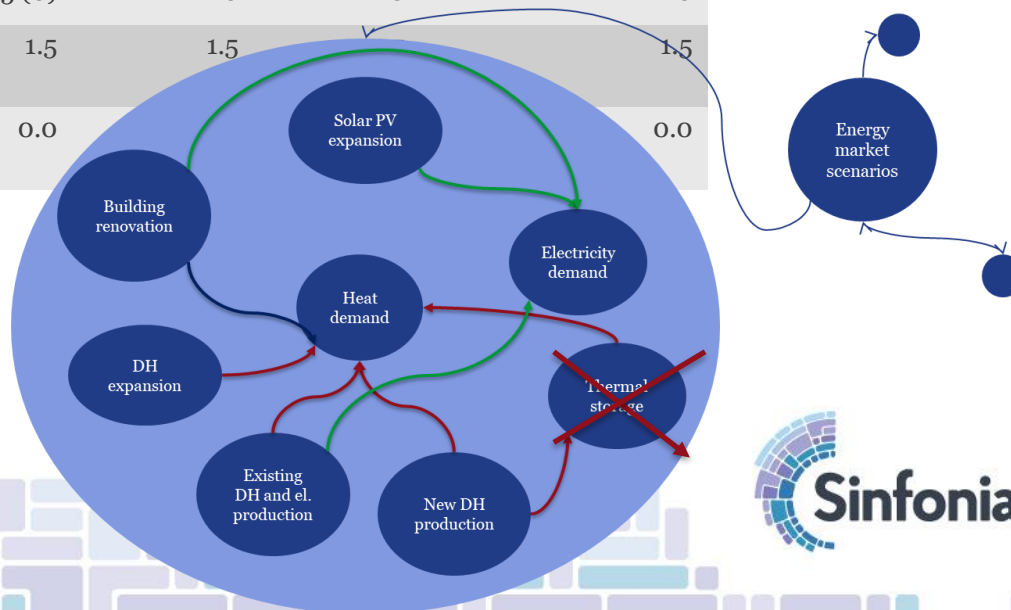 1.5 1.5 1.5
0.0 0.0
Solar PV
expansion
Energy
market
scenarios
Building
renovation
Electricity
demand
Heat
demand
DH
expansion
Thermal
storage
Existing
DH and el.
production
New DH
production
Sinfonia